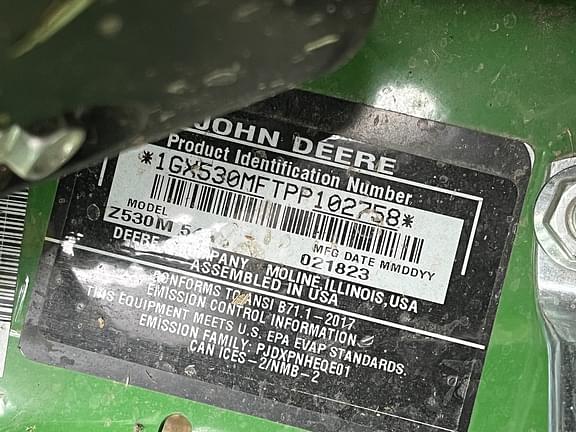 JOHN DEERE
Product Identification Number
*1GX530MFTPP102758*
MODEL
Z530M
MFG DATE MMDDYY
021823
DEERE COMPANY MOLINE, ILLINOIS, USA
ASSEMBLED IN USA
CONFORMS TO ANSI B71.1-2017
EMISSION CONTROL INFORMATION
THIS EQUIPMENT MEETS U.S. EPA EVAP STANDARDS.
EMISSION FAMILY: PJDXPNHEQE01
CAN ICES-2/NMB-2